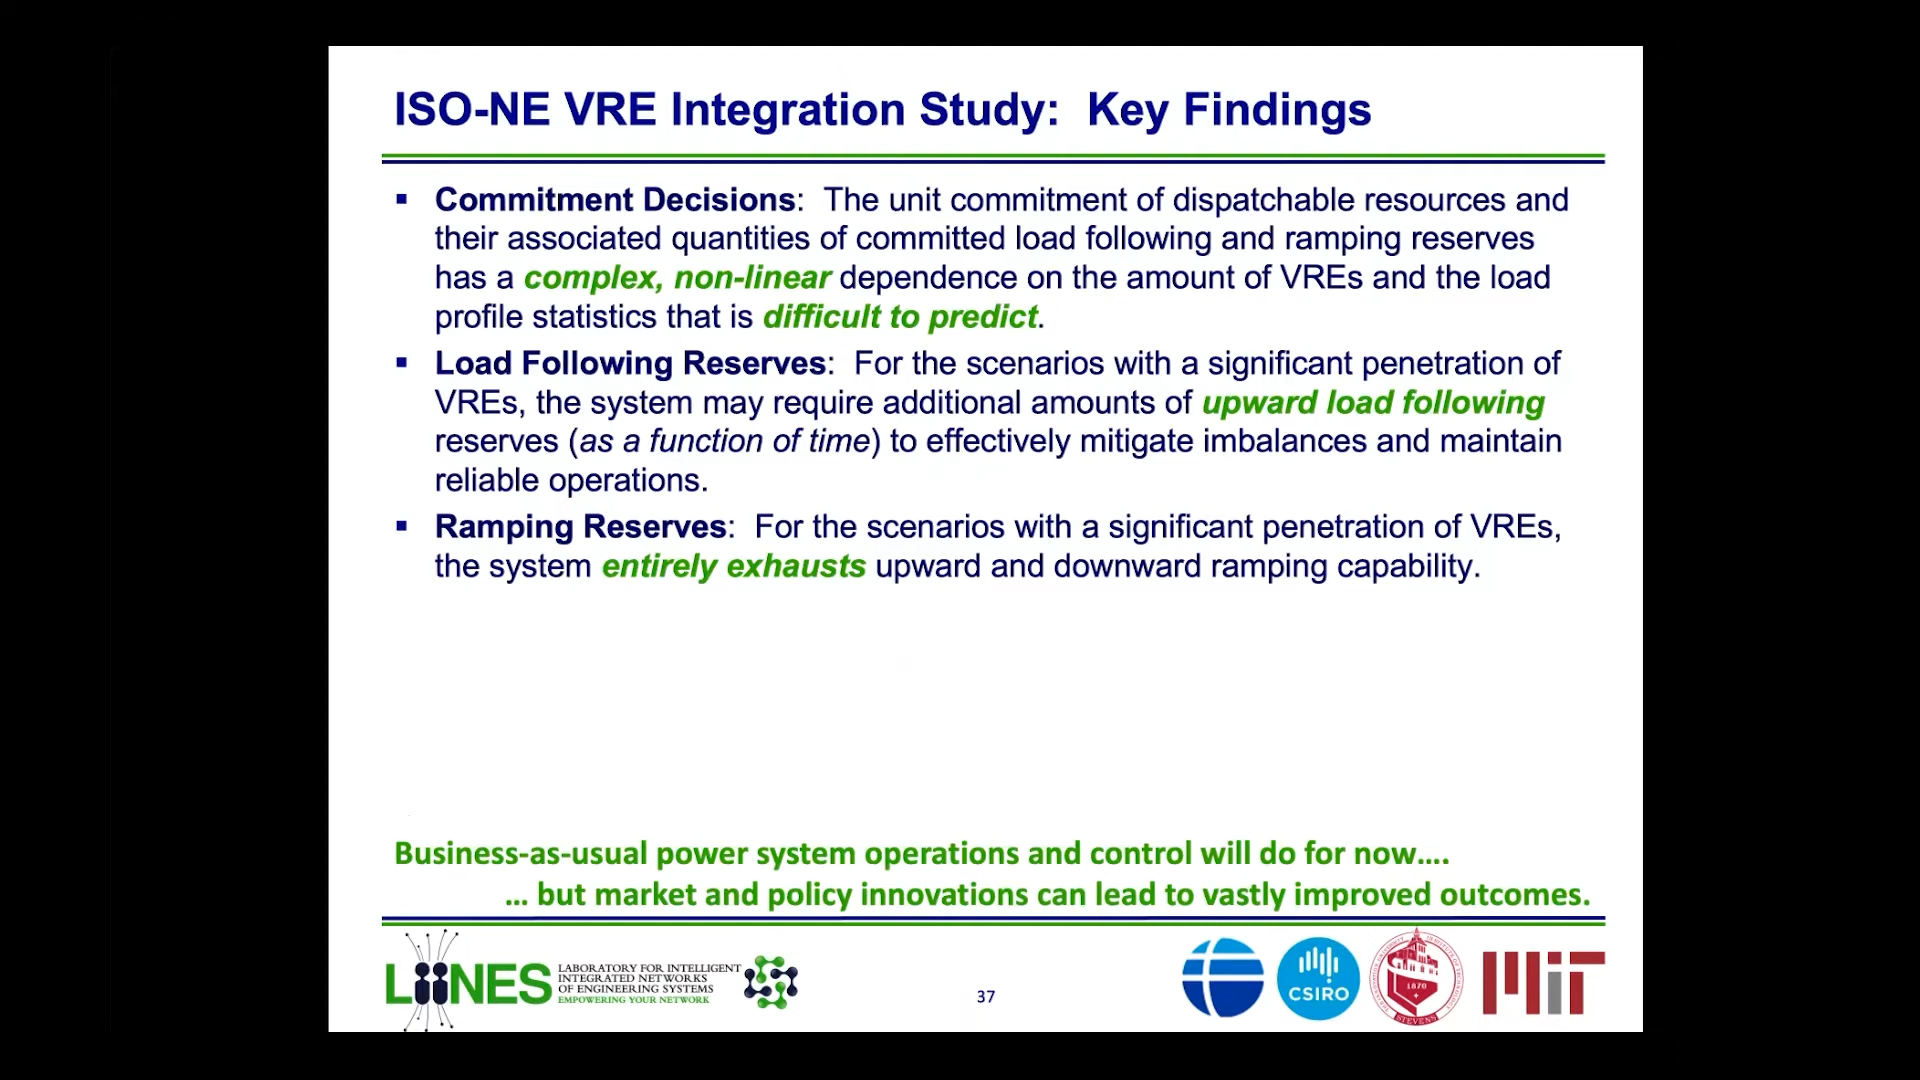 ISO-NE VRE Integration Study:  Key Findings
▪ Commitment Decisions:  The unit commitment of dispatchable resources and
their associated quantities of committed load following and ramping reserves
has a complex, non-linear dependence on the amount of VREs and the load
profile statistics that is difficult to predict.
▪ Load Following Reserves:  For the scenarios with a significant penetration of
VREs, the system may require additional amounts of upward load following
reserves (as a function of time) to effectively mitigate imbalances and maintain
reliable operations.
▪ Ramping Reserves:  For the scenarios with a significant penetration of VREs,
the system entirely exhausts upward and downward ramping capability.
Business-as-usual power system operations and control will do for now....
... but market and policy innovations can lead to vastly improved outcomes.
LIINES
LABORATORY FOR INTELLIGENT
INTEGRATED NETWORKS
OF ENGINEERING SYSTEMS
EMPOWERING YOUR NETWORK
37
CSIRO
1870
STEVENS
MIT